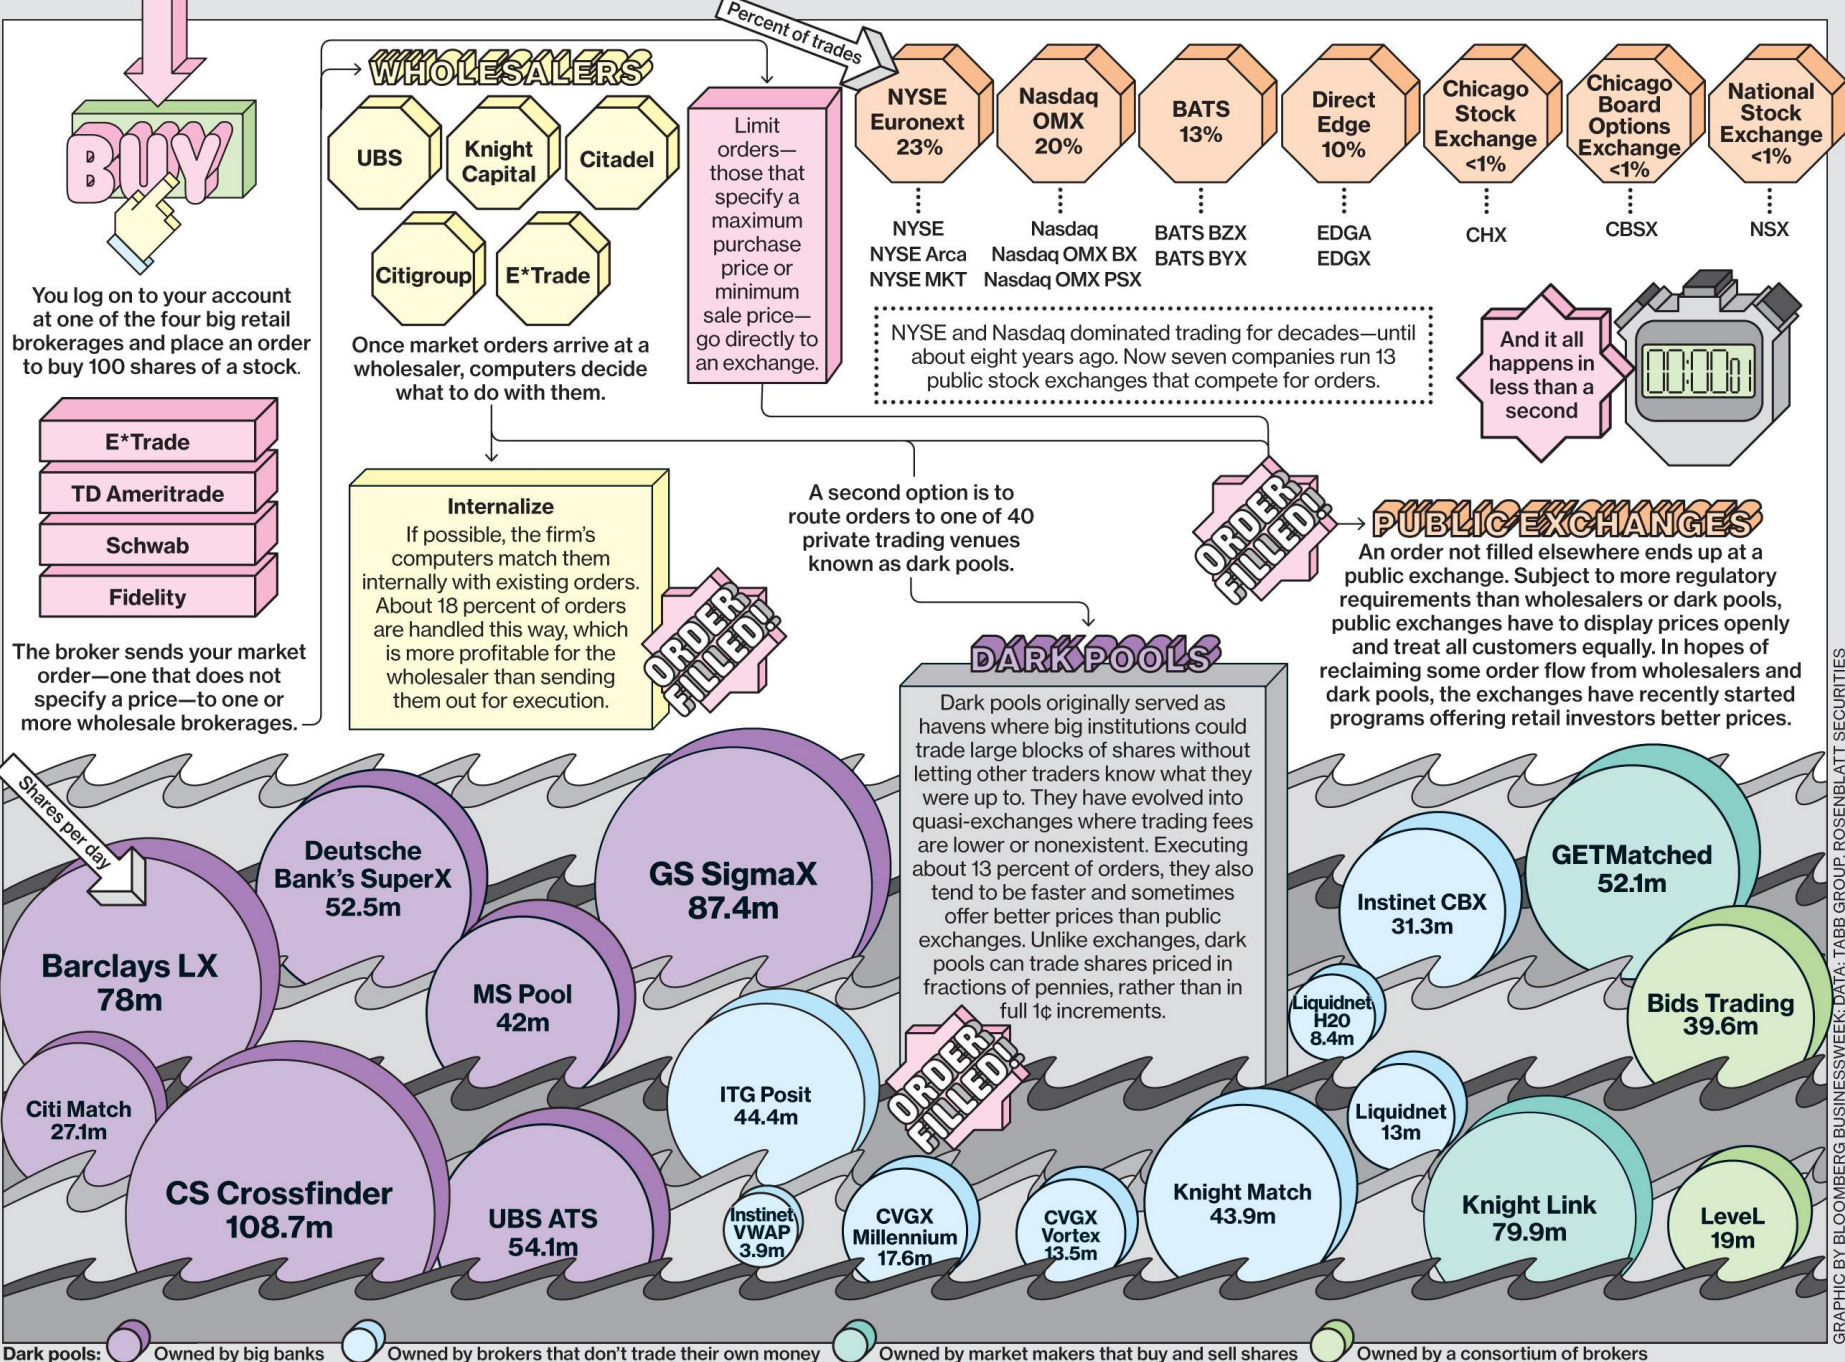 Percent of trades
BUY
You log on to your account
at one of the four big retail
brokerages and place an order
to buy 100 shares of a stock.
E*Trade
TD Ameritrade
Schwab
Fidelity
The broker sends your market
order—one that does not
specify a price—to one or
more wholesale brokerages.
WHOLESALERS
UBS
Knight
Capital
Citadel
Citigroup
E*Trade
Once market orders arrive at a
wholesaler, computers decide
what to do with them.
Limit
orders—
those that
specify a
maximum
purchase
price or
minimum
sale price—
go directly to
an exchange.
NYSE
Euronext
23%
NYSE
NYSE Arca
NYSE MKT
Nasdaq
OMX
20%
Nasdaq
Nasdaq OMX BX
Nasdaq OMX PSX
BATS
13%
BATS BZX
BATS BYX
Direct
Edge
10%
EDGA
EDGX
Chicago
Stock
Exchange
<1%
CHX
Chicago
Board
Options
Exchange
<1%
CBSX
National
Stock
Exchange
<1%
NSX
NYSE and Nasdaq dominated trading for decades—until
about eight years ago. Now seven companies run 13
public stock exchanges that compete for orders.
And it all
happens in
less than a
second
00:00 01
Internalize
If possible, the firm's
computers match them
internally with existing orders.
About 18 percent of orders
are handled this way, which
is more profitable for the
wholesaler than sending
them out for execution.
ORDER
FILLED!
A second option is to
route orders to one of 40
private trading venues
known as dark pools.
ORDER
FILLED!
PUBLIC EXCHANGES
An order not filled elsewhere ends up at a
public exchange. Subject to more regulatory
requirements than wholesalers or dark pools,
public exchanges have to display prices openly
and treat all customers equally. In hopes of
reclaiming some order flow from wholesalers and
dark pools, the exchanges have recently started
programs offering retail investors better prices.
DARK POOLS
Dark pools originally served as
havens where big institutions could
trade large blocks of shares without
letting other traders know what they
were up to. They have evolved into
quasi-exchanges where trading fees
are lower or nonexistent. Executing
about 13 percent of orders, they also
tend to be faster and sometimes
offer better prices than public
exchanges. Unlike exchanges, dark
pools can trade shares priced in
fractions of pennies, rather than in
full 1¢ increments.
ORDER
FILLED!
Shares per day
Barclays LX
78m
Deutsche
Bank's SuperX
52.5m
GS SigmaX
87.4m
MS Pool
42m
Citi Match
27.1m
CS Crossfinder
108.7m
UBS ATS
54.1m
ITG Posit
44.4m
Instinet
VWAP
3.9m
CVGX
Millennium
17.6m
CVGX
Vortex
13.5m
Knight Match
43.9m
Instinet CBX
31.3m
Liquidnet
H2O
8.4m
Liquidnet
13m
GETMatched
52.1m
Bids Trading
39.6m
Knight Link
79.9m
LeveL
19m
Dark pools:
Owned by big banks
Owned by brokers that don't trade their own money
Owned by market makers that buy and sell shares
Owned by a consortium of brokers
GRAPHIC BY BLOOMBERG BUSINESSWEEK; DATA: TABB GROUP, ROSENBLATT SECURITIES